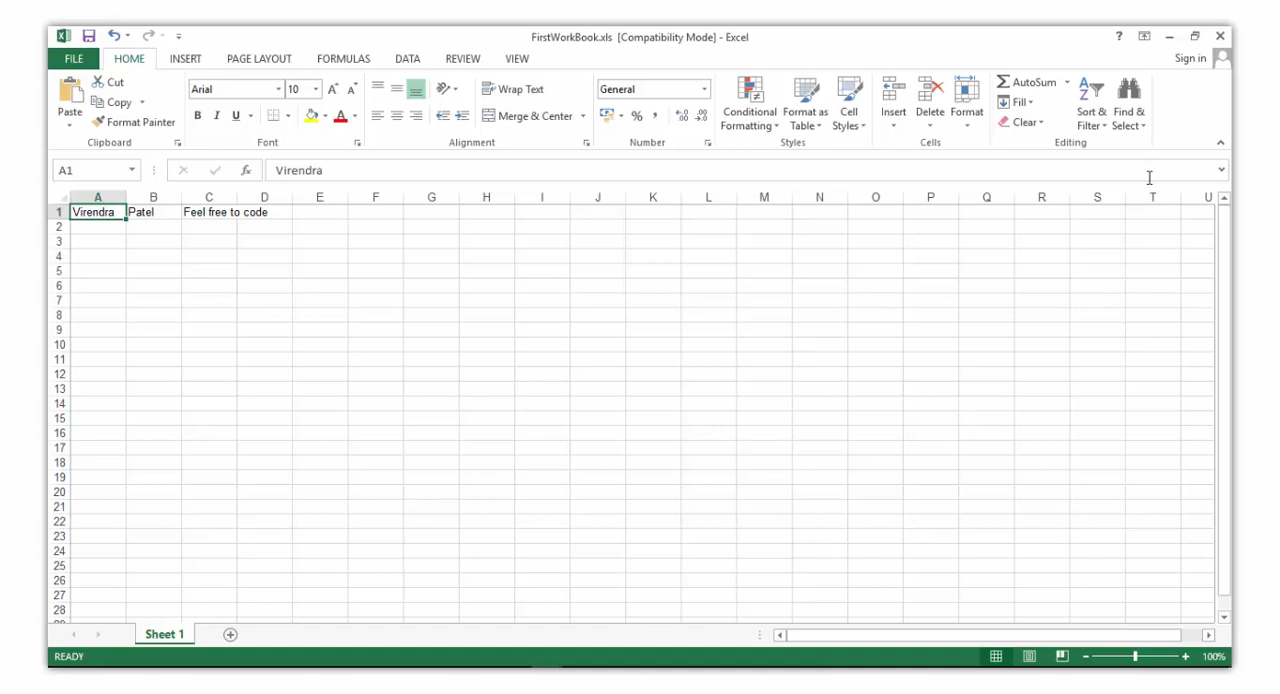 FirstWorkBook.xls [Compatibility Mode] - Excel
?
FILE HOME INSERT PAGE LAYOUT FORMULAS DATA REVIEW VIEW Sign in
Paste
Cut
Copy
Format Painter
Clipboard
Arial 10
B I U
Font
Wrap Text
Merge & Center
Alignment
General
% ,
Number
Conditional Formatting
Format as Table
Cell Styles
Styles
Insert Delete Format
Cells
AutoSum
Fill
Clear
Sort & Filter
Find & Select
Editing
A1 fx Virendra
A B C D E F G H I J K L M N O P Q R S T U
1 Virendra Patel Feel free to code
2
3
4
5
6
7
8
9
10
11
12
13
14
15
16
17
18
19
20
21
22
23
24
25
26
27
28
Sheet 1
READY 100%